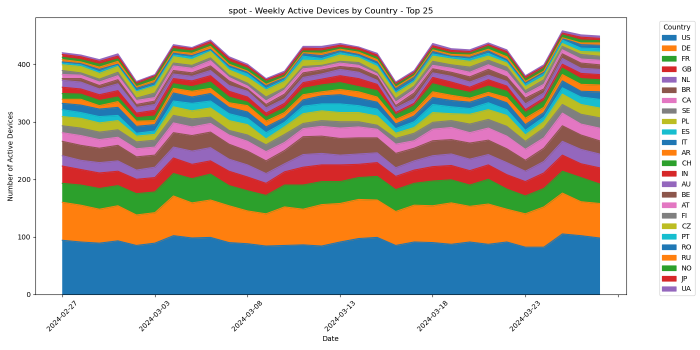 spot - Weekly Active Devices by Country - Top 25
Number of Active Devices
400
300
200
100
0
2024-02-27
2024-03-03
2024-03-08
2024-03-13
2024-03-18
2024-03-23
Date
Country
US
DE
FR
GB
NL
BR
CA
SE
PL
ES
IT
AR
CH
IN
AU
BE
AT
FI
CZ
PT
RO
RU
NO
JP
UA